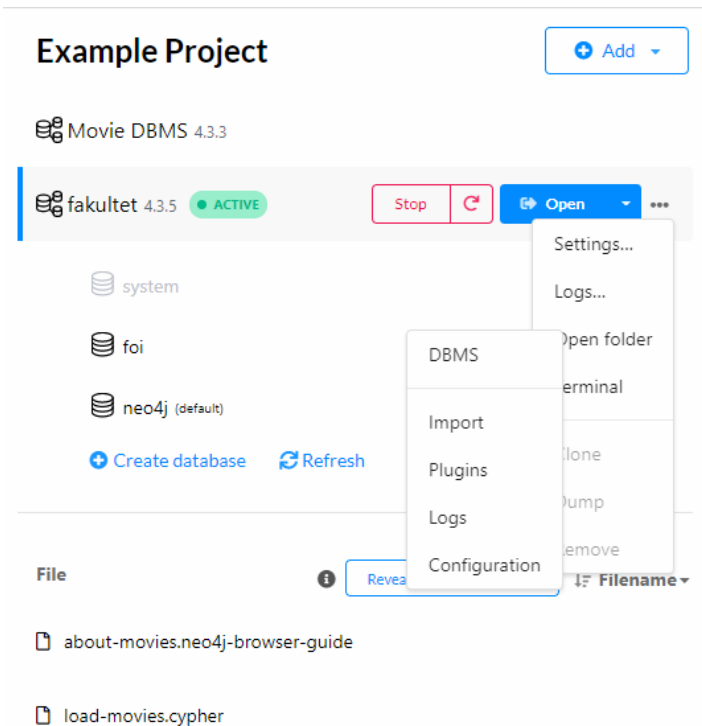 Example Project
Add
Movie DBMS 4.3.3
fakultet 4.3.5 ACTIVE Stop Open
Settings...
Logs...
Open folder
Terminal
Clone
Dump
Remove
DBMS
Import
Plugins
Logs
Configuration
system
foi
neo4j (default)
Create database Refresh
File Revea Filename
about-movies.neo4j-browser-guide
load-movies.cypher